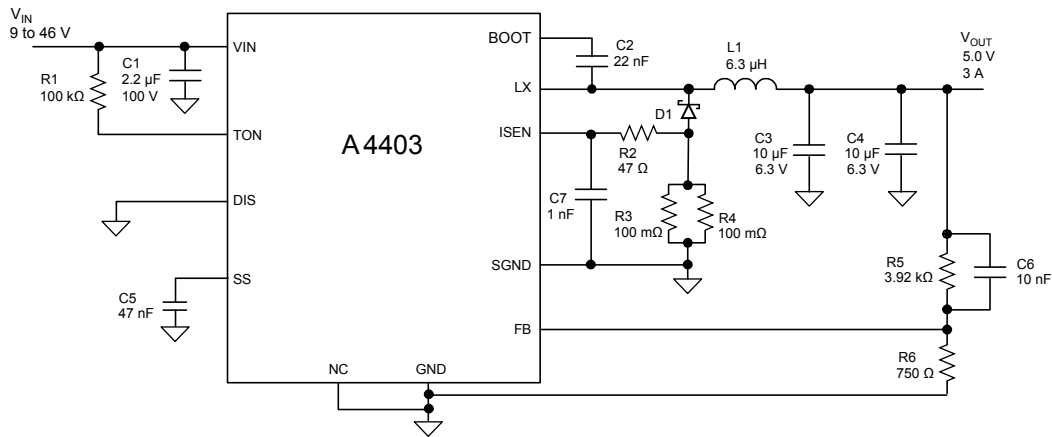 V_IN
9 to 46 V
R1
100 kΩ
C1
2.2 µF
100 V
VIN
TON
DIS
SS
C5
47 nF
NC
GND
A4403
BOOT
LX
ISEN
SGND
FB
C2
22 nF
L1
6.3 µH
V_OUT
5.0 V
3 A
D1
R2
47 Ω
C7
1 nF
R3
100 mΩ
R4
100 mΩ
C3
10 µF
6.3 V
C4
10 µF
6.3 V
R5
3.92 kΩ
C6
10 nF
R6
750 Ω